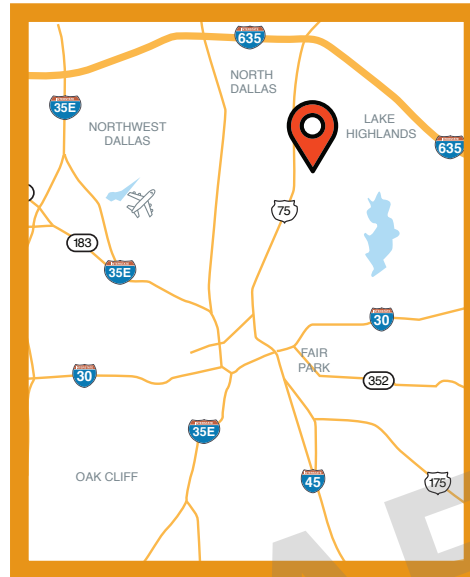 635
NORTH
DALLAS
35E
LAKE
HIGHLANDS
NORTHWEST
DALLAS
635
75
183
35E
30
FAIR
PARK
30
352
35E
OAK CLIFF
45
175